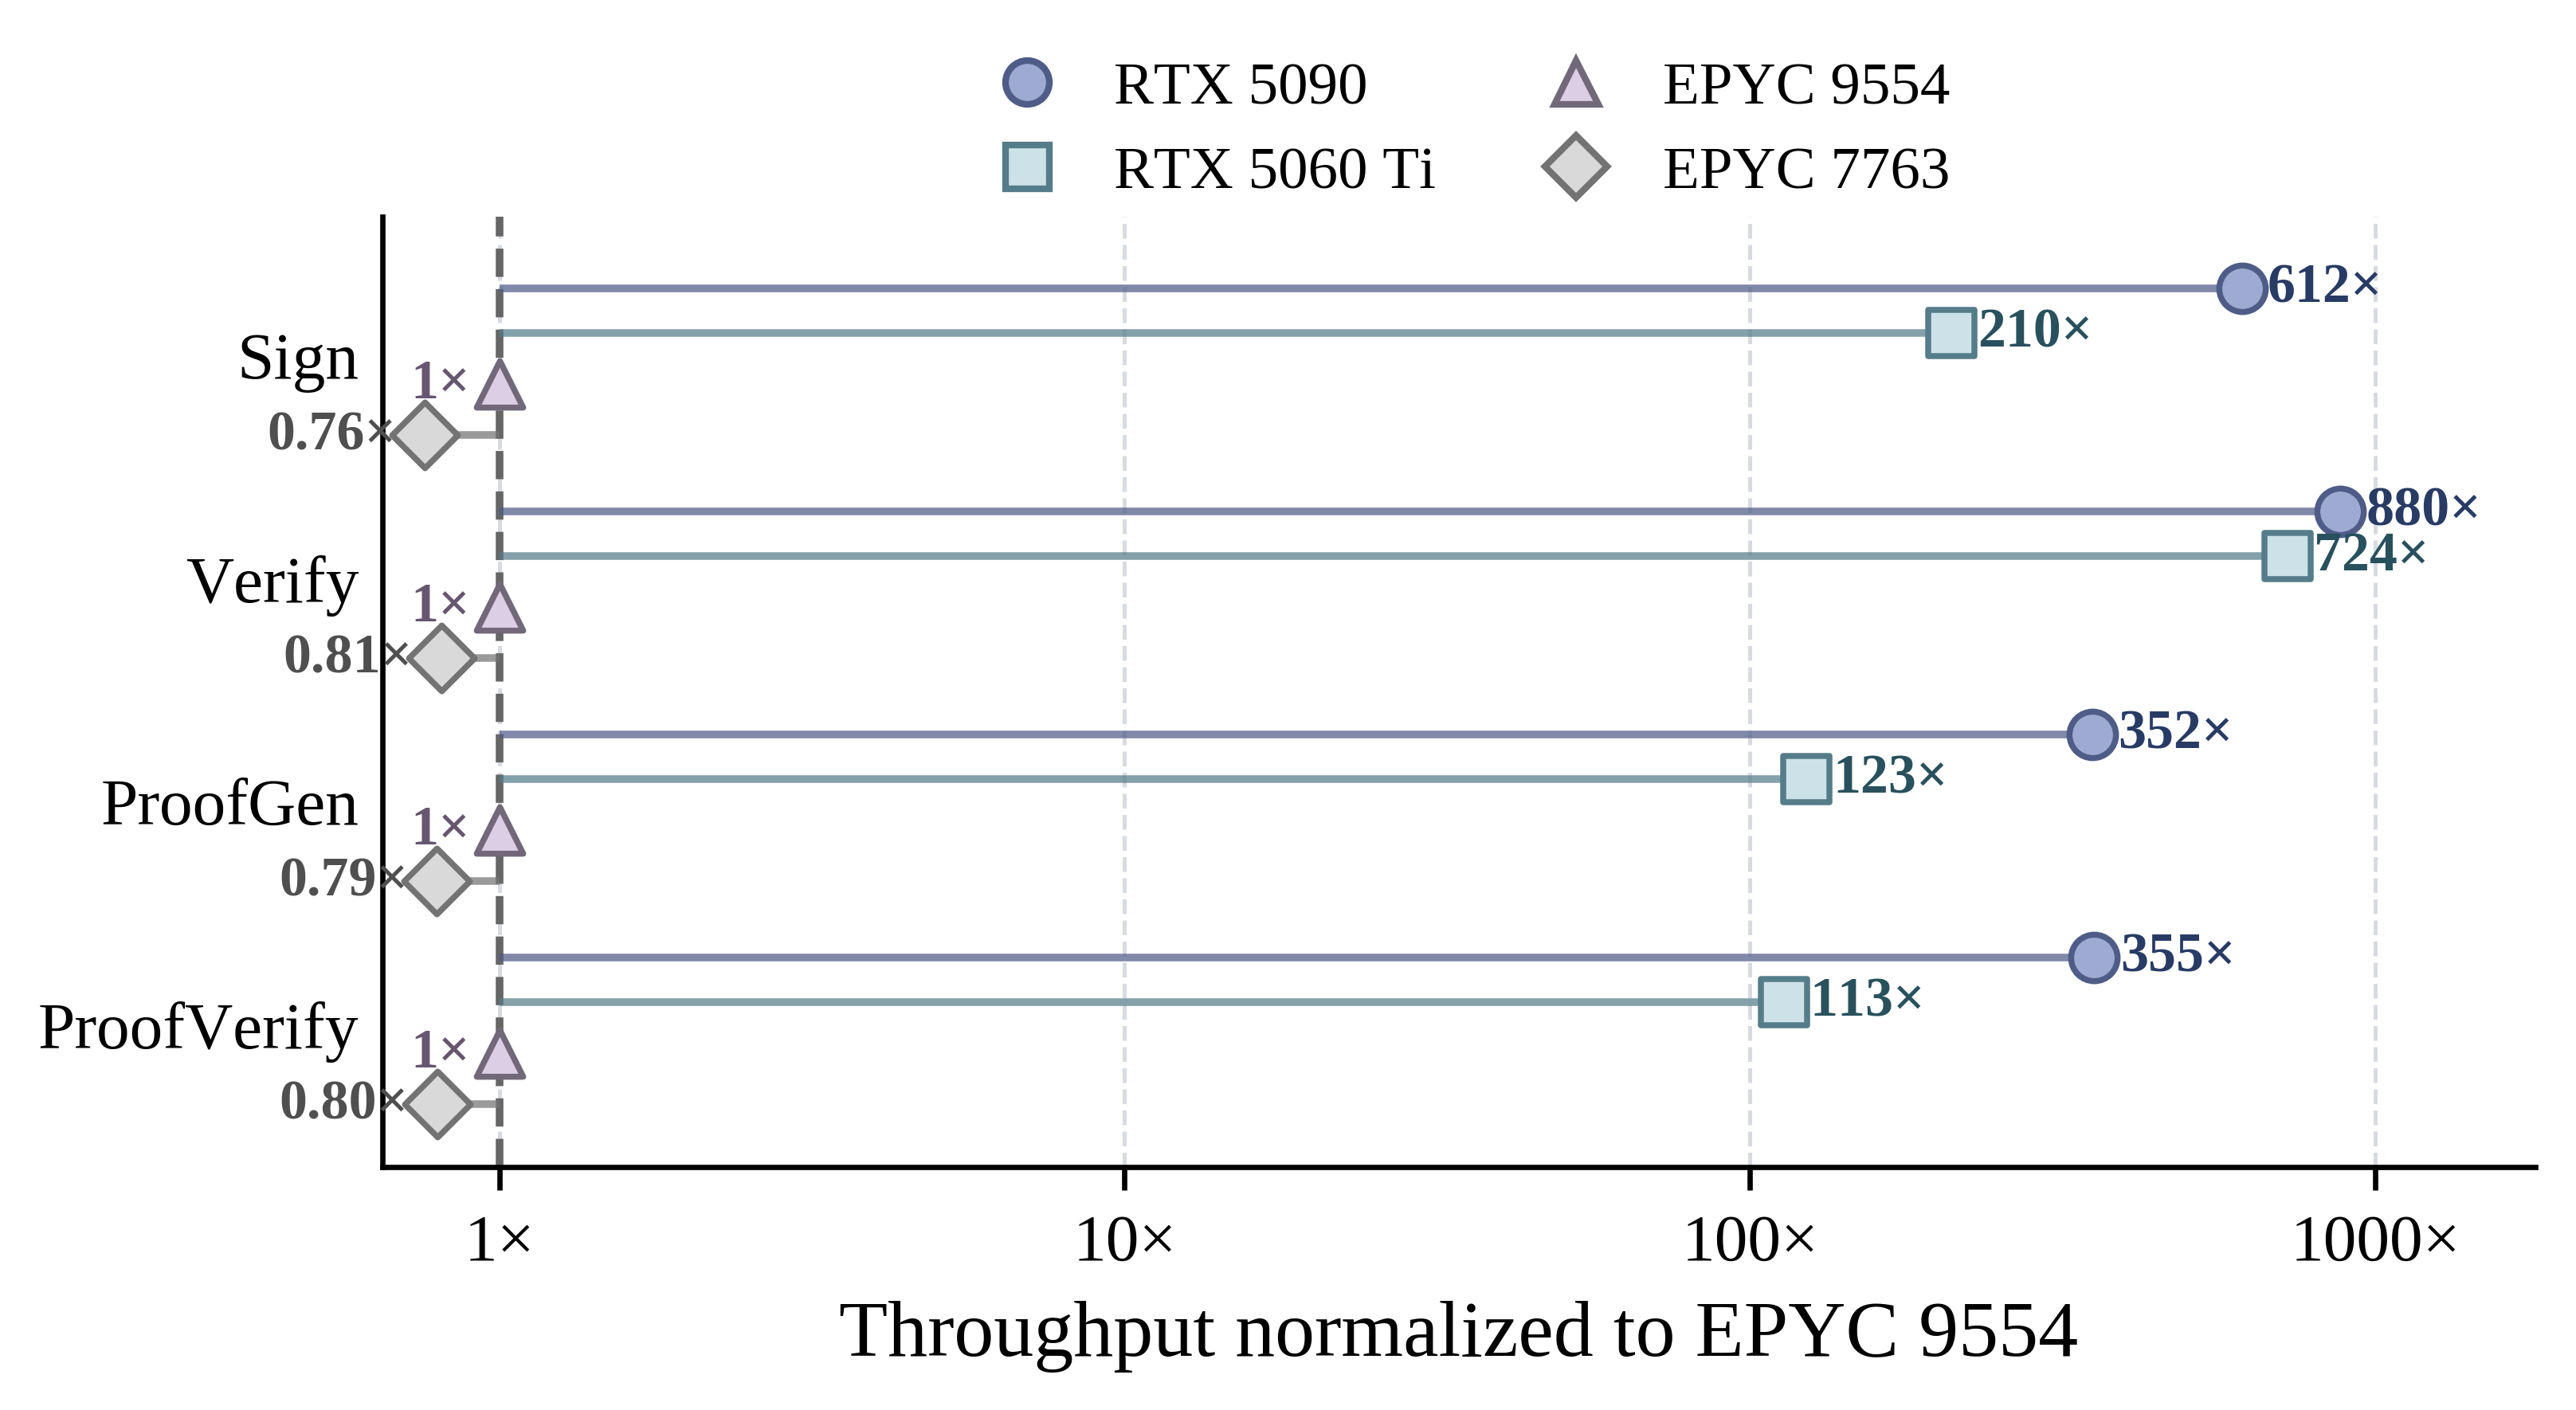 RTX 5090 EPYC 9554
RTX 5060 Ti EPYC 7763
612×
210×
Sign
1×
0.76×
880×
724×
Verify
1×
0.81×
352×
123×
ProofGen
1×
0.79×
355×
113×
ProofVerify
1×
0.80×
1× 10× 100× 1000×
Throughput normalized to EPYC 9554